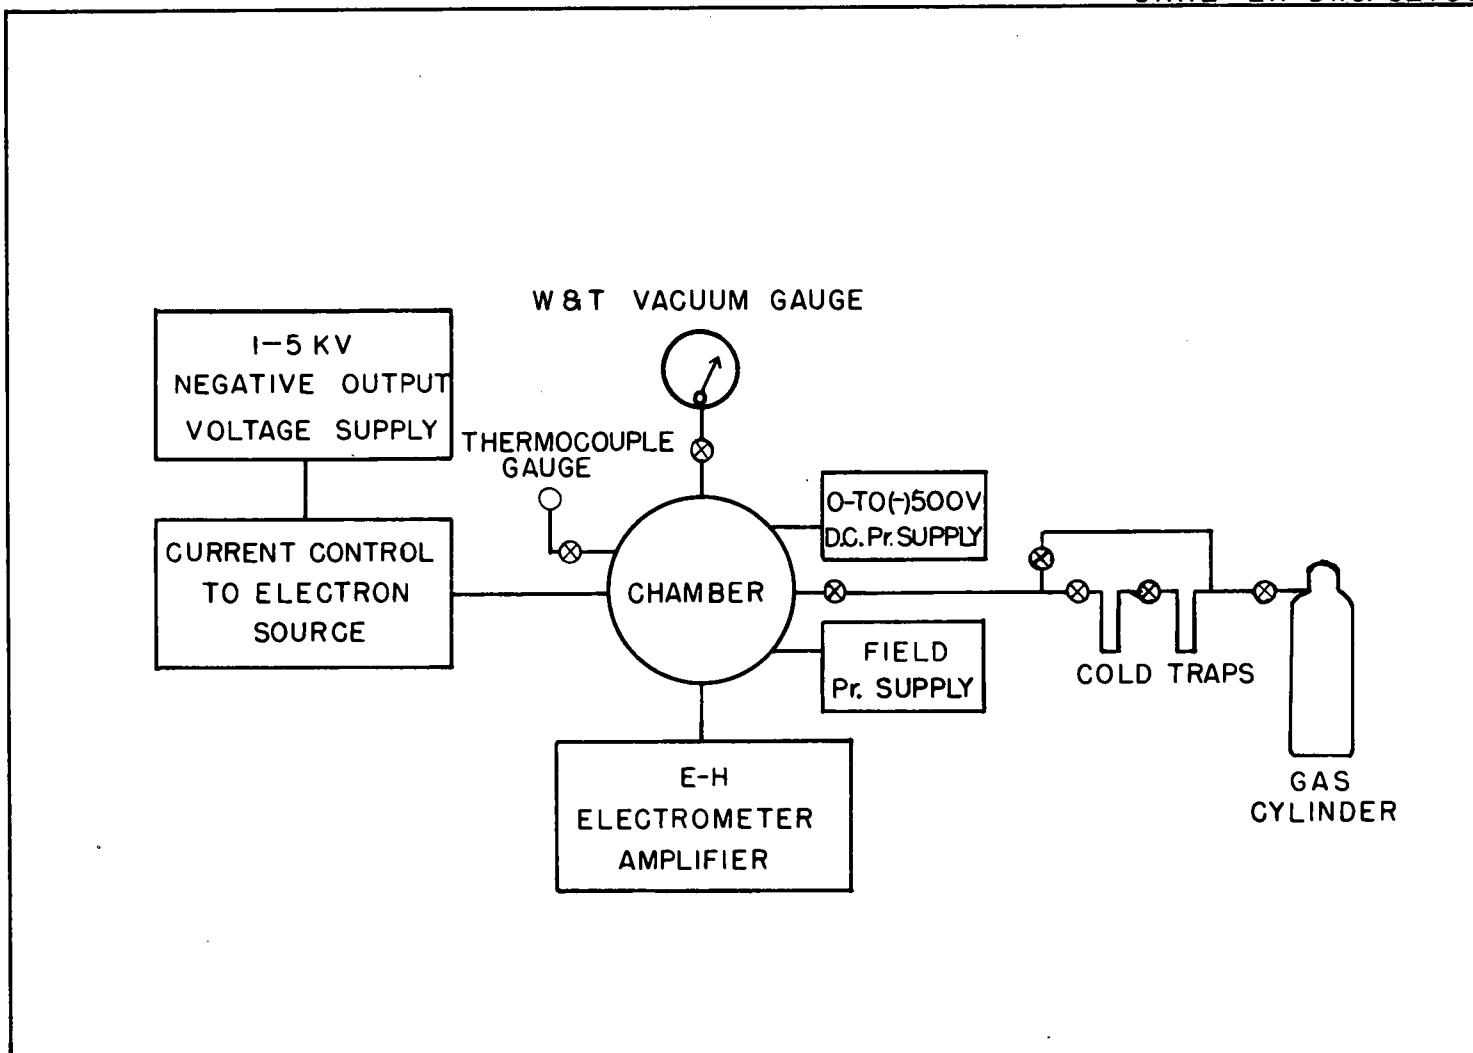 W & T VACUUM GAUGE
1-5 KV
NEGATIVE OUTPUT
VOLTAGE SUPPLY
THERMOCOUPLE
GAUGE
O-TO(-)500V
D.C. Pr. SUPPLY
CURRENT CONTROL
TO ELECTRON
SOURCE
CHAMBER
FIELD
Pr. SUPPLY
COLD TRAPS
E-H
ELECTROMETER
AMPLIFIER
GAS
CYLINDER